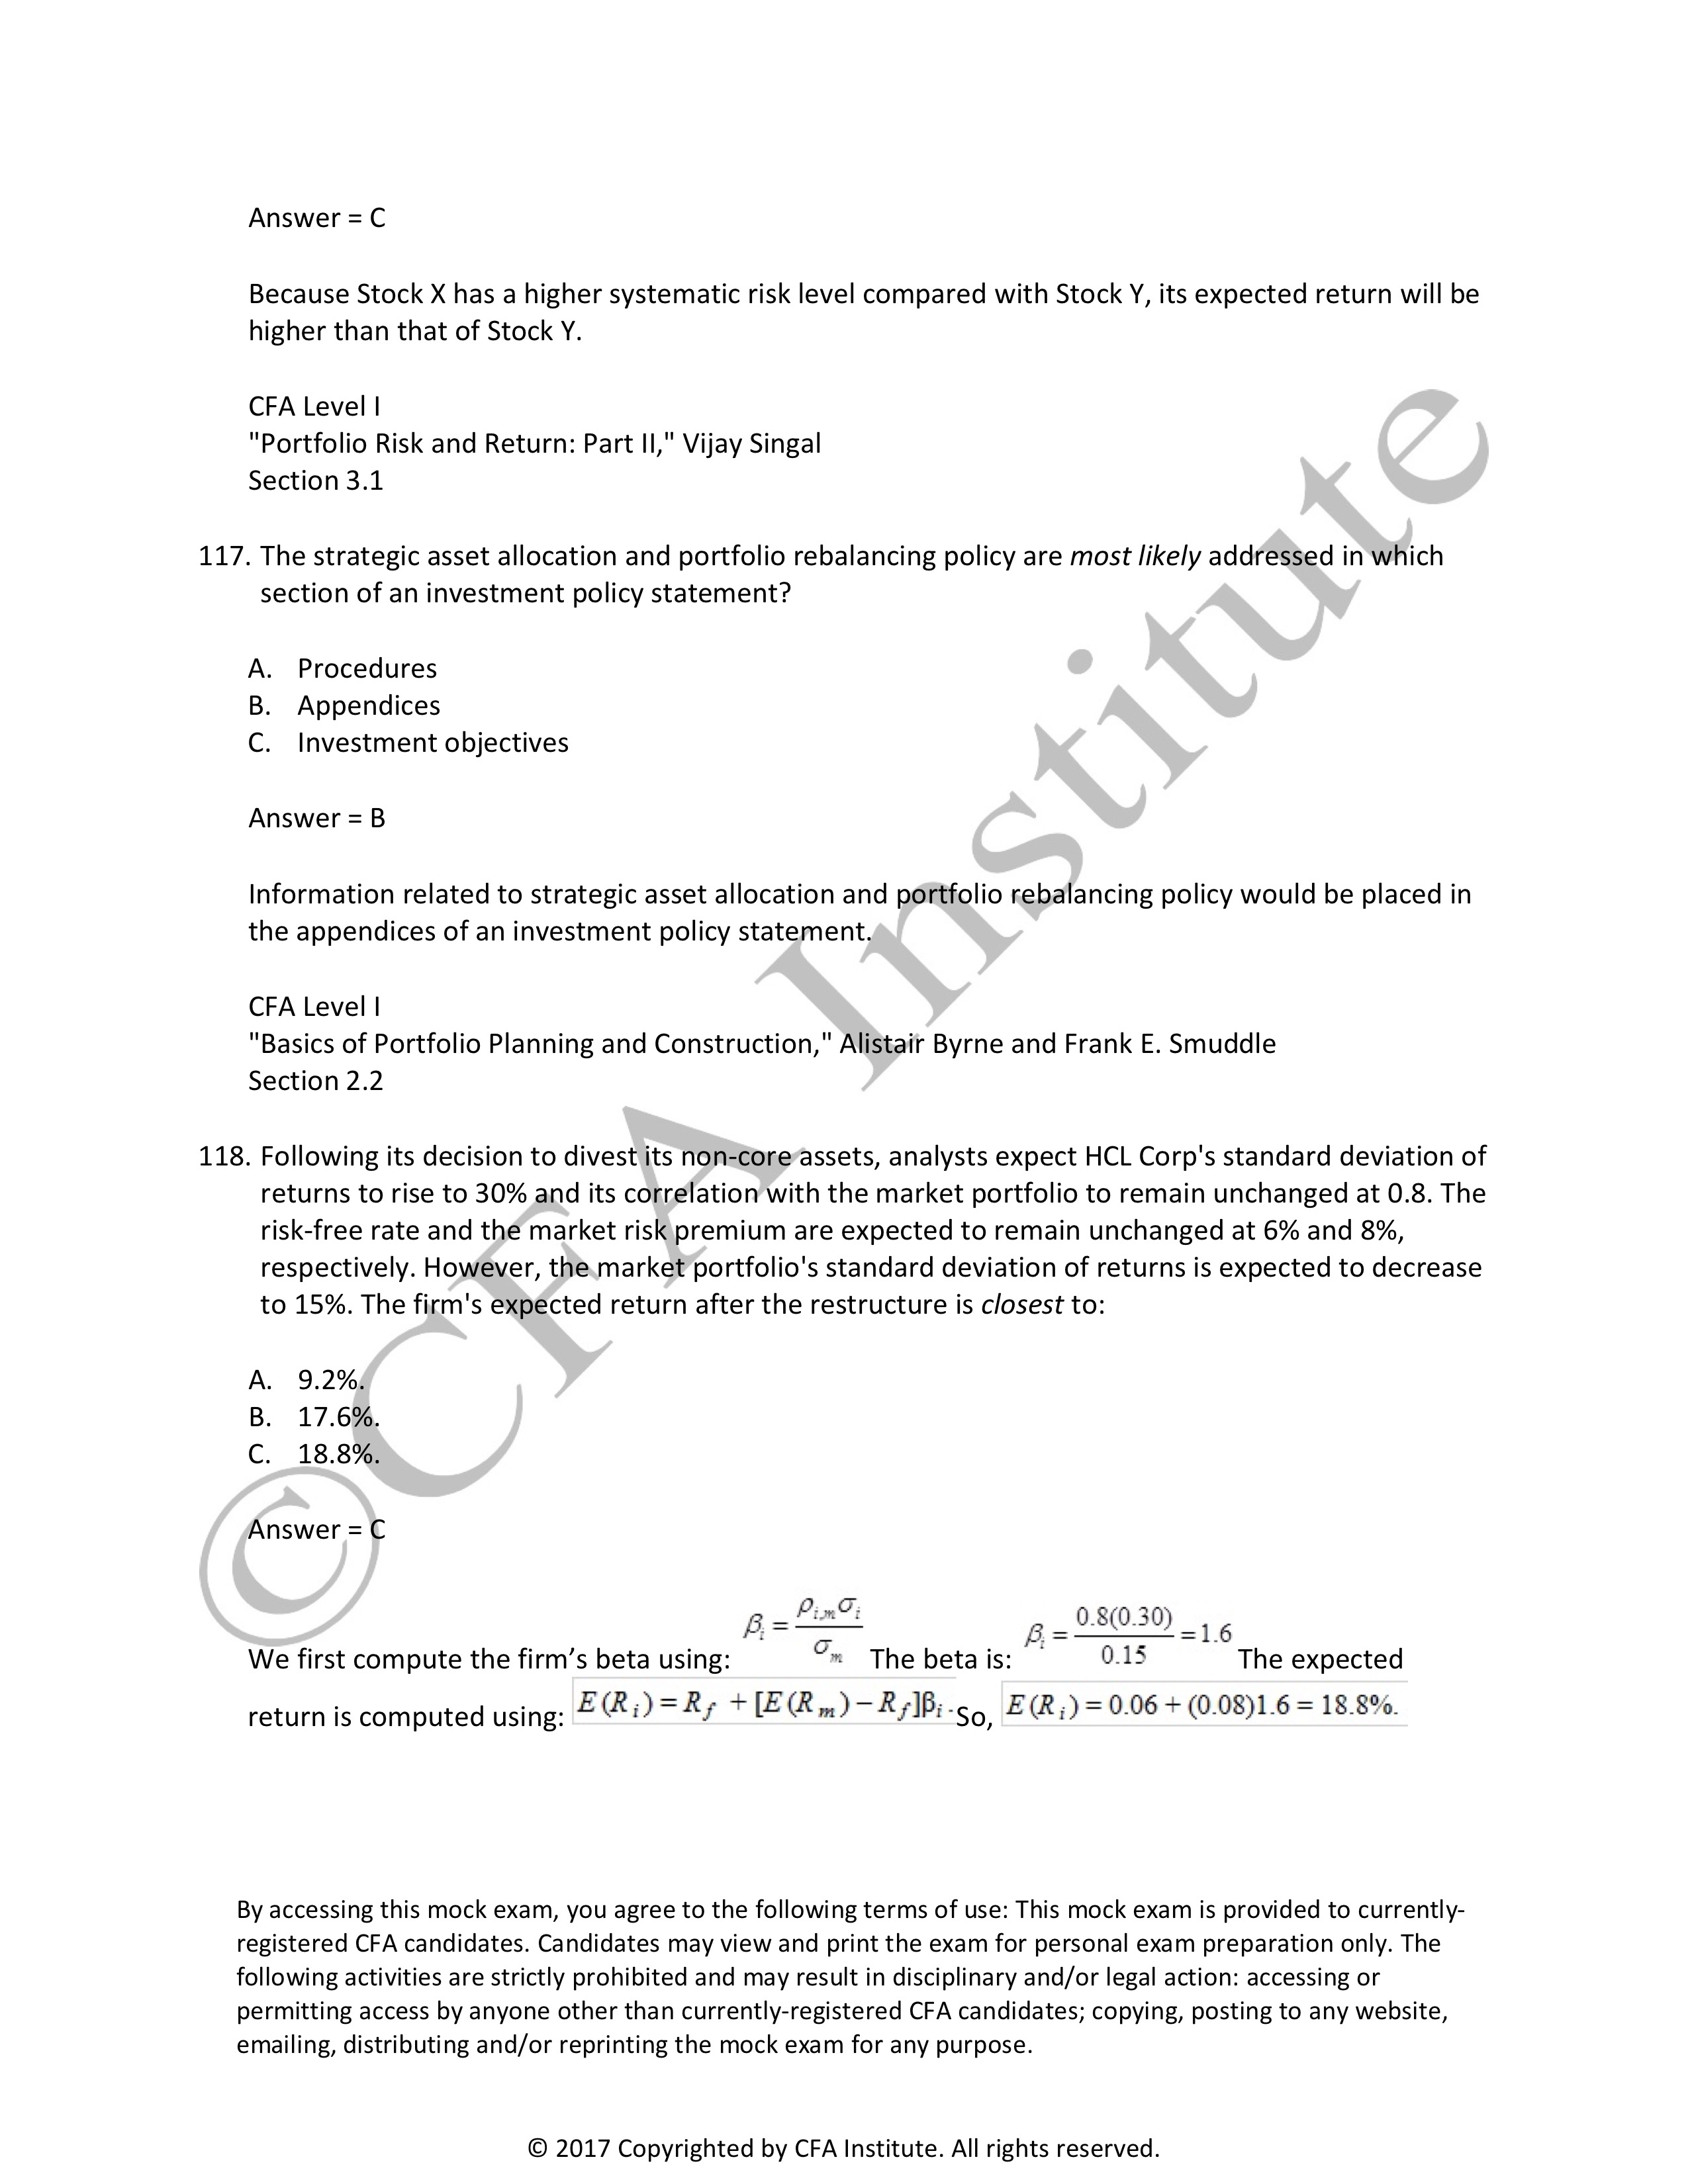 Answer = C
Because Stock X has a higher systematic risk level compared with Stock Y, its expected return will be
higher than that of Stock Y.
CFA Level I
"Portfolio Risk and Return: Part II," Vijay Singal
Section 3.1
117. The strategic asset allocation and portfolio rebalancing policy are most likely addressed in which
section of an investment policy statement?
A. Procedures
B. Appendices
C. Investment objectives
Answer = B
Information related to strategic asset allocation and portfolio rebalancing policy would be placed in
the appendices of an investment policy statement.
CFA Level I
"Basics of Portfolio Planning and Construction," Alistair Byrne and Frank E. Smuddle
Section 2.2
118. Following its decision to divest its non-core assets, analysts expect HCL Corp's standard deviation of
returns to rise to 30% and its correlation with the market portfolio to remain unchanged at 0.8. The
risk-free rate and the market risk premium are expected to remain unchanged at 6% and 8%,
respectively. However, the market portfolio's standard deviation of returns is expected to decrease
to 15%. The firm's expected return after the restructure is closest to:
A. 9.2%.
B. 17.6%.
C. 18.8%.
Answer = C
We first compute the firm’s beta using: βi = ρi,mσi / σm The beta is: βi = 0.8(0.30) / 0.15 = 1.6 The expected
return is computed using: E(Ri) = Rf + [E(Rm) − Rf]βi. So, E(Ri) = 0.06 + (0.08)1.6 = 18.8%.
By accessing this mock exam, you agree to the following terms of use: This mock exam is provided to currently-
registered CFA candidates. Candidates may view and print the exam for personal exam preparation only. The
following activities are strictly prohibited and may result in disciplinary and/or legal action: accessing or
permitting access by anyone other than currently-registered CFA candidates; copying, posting to any website,
emailing, distributing and/or reprinting the mock exam for any purpose.
© 2017 Copyrighted by CFA Institute. All rights reserved.
© CFA Institute